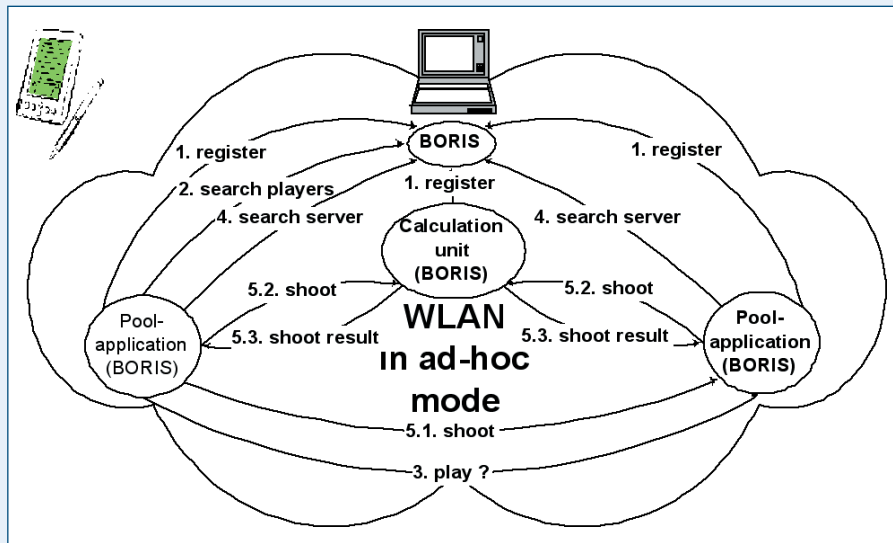 BORIS
1. register
1. register
2. search players
1. register
4. search server
4. search server
Calculation
unit
(BORIS)
5.2. shoot
5.2. shoot
Pool-
application
(BORIS)
5.3. shoot result
WLAN
in ad-hoc
mode
5.3. shoot result
Pool-
application
(BORIS)
5.1. shoot
3. play ?